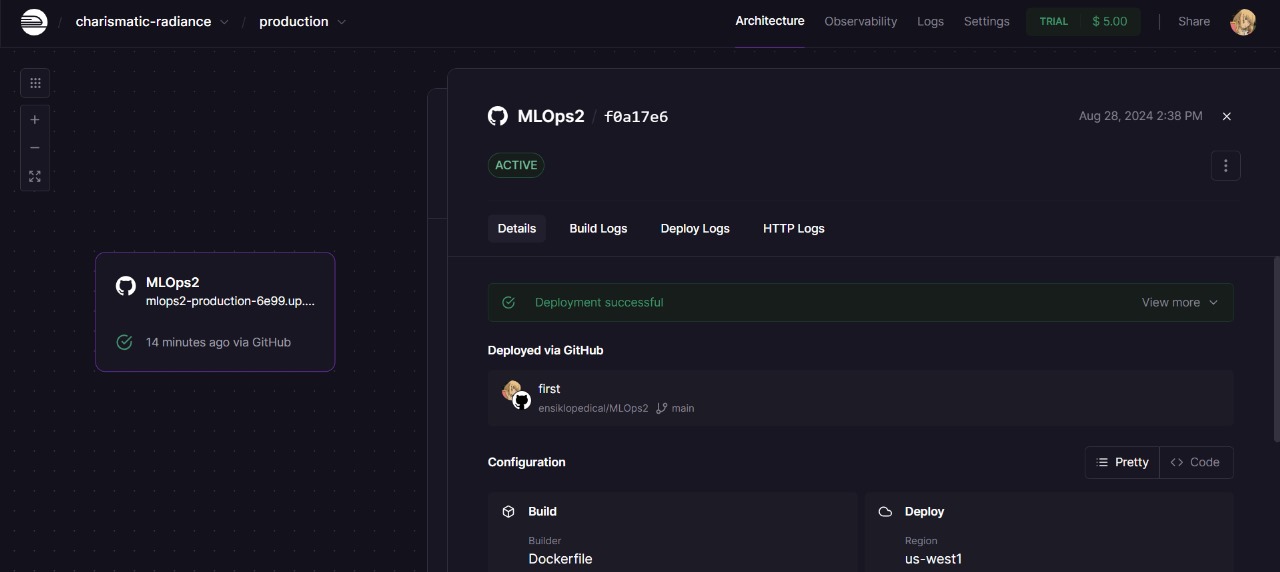 / charismatic-radiance / production
Architecture Observability Logs Settings TRIAL $ 5.00 Share
MLOps2 / f0a17e6 Aug 28, 2024 2:38 PM
ACTIVE
Details Build Logs Deploy Logs HTTP Logs
MLOps2
mlops2-production-6e99.up....
14 minutes ago via GitHub
Deployment successful View more
Deployed via GitHub
first
ensiklopedical/MLOps2 main
Configuration Pretty <> Code
Build
Builder
Dockerfile
Deploy
Region
us-west1